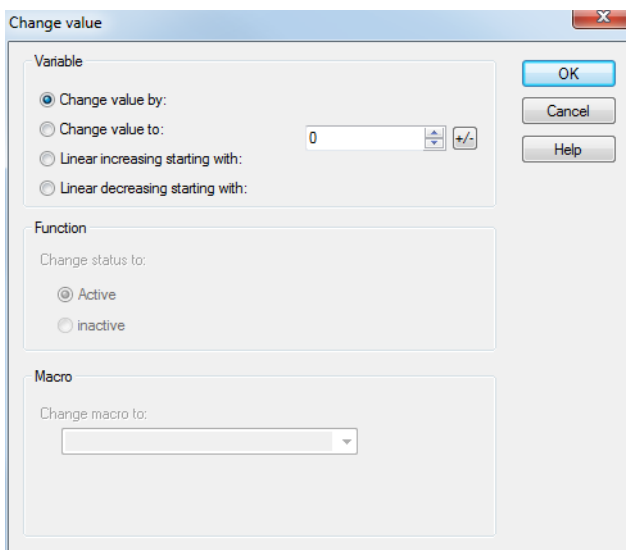 Change value
Variable
Change value by:
Change value to:
0
+/-
Linear increasing starting with:
Linear decreasing starting with:
OK
Cancel
Help
Function
Change status to:
Active
inactive
Macro
Change macro to: